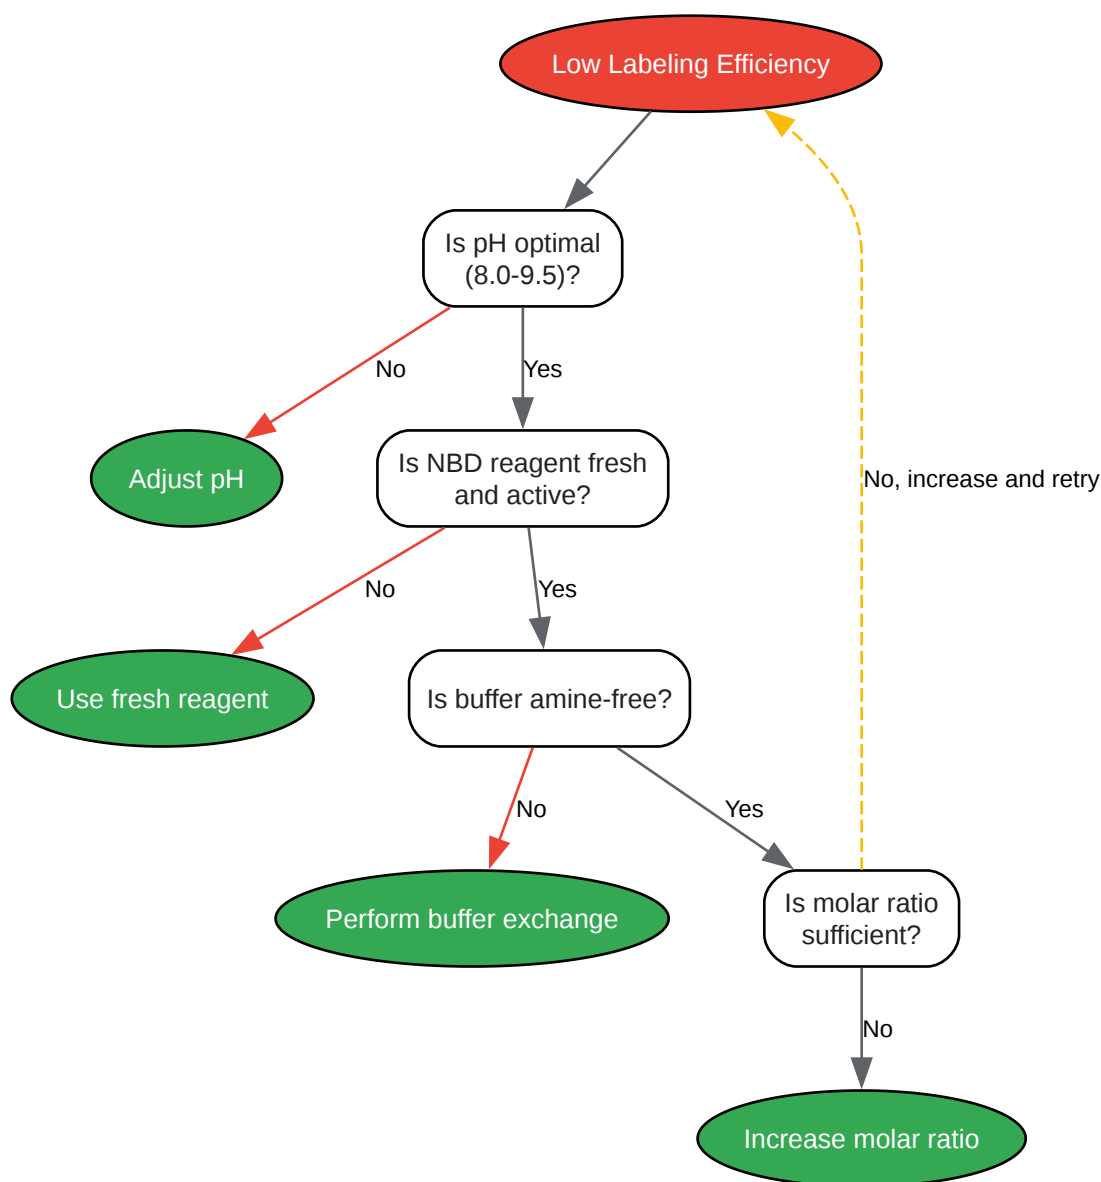 Low Labeling Efficiency
Is pH optimal
(8.0-9.5)?
No
Yes
Adjust pH
Is NBD reagent fresh
and active?
No, increase and retry
No
Yes
Use fresh reagent
Is buffer amine-free?
No
Yes
Perform buffer exchange
Is molar ratio
sufficient?
No
Increase molar ratio